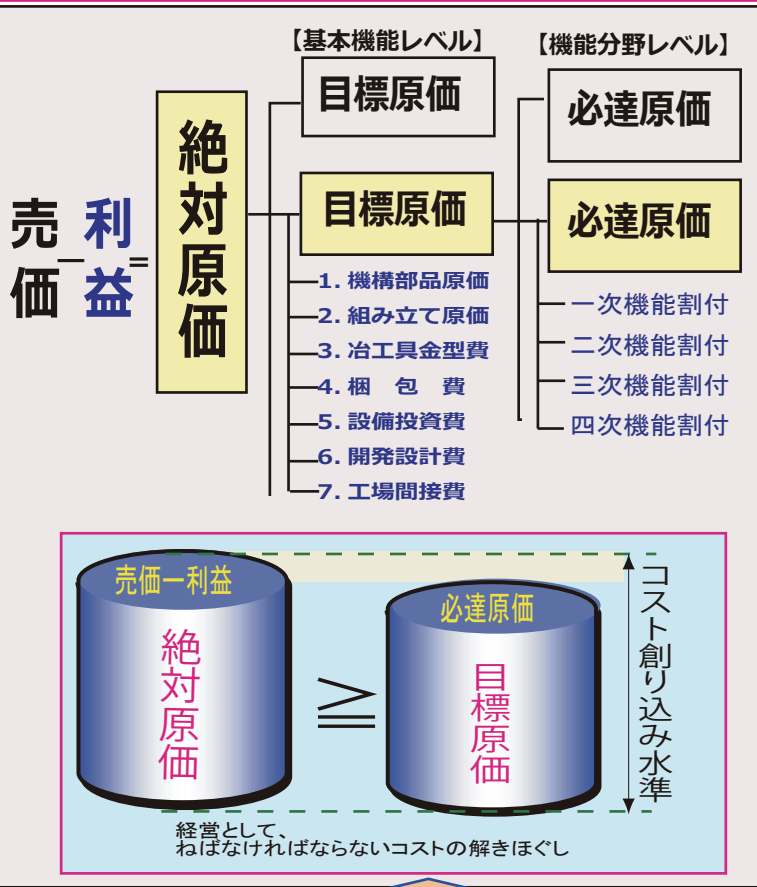 【基本機能レベル】
【機能分野レベル】
売価 ー 利益 =
絶対原価
目標原価
目標原価
1. 機構部品原価
2. 組み立て原価
3. 冶工具金型費
4. 梱 包 費
5. 設備投資費
6. 開発設計費
7. 工場間接費
必達原価
必達原価
一次機能割付
二次機能割付
三次機能割付
四次機能割付
売価ー利益
絶対原価
≧
必達原価
目標原価
コスト創り込み水準
経営として、
ねばなければならないコストの解きほぐし